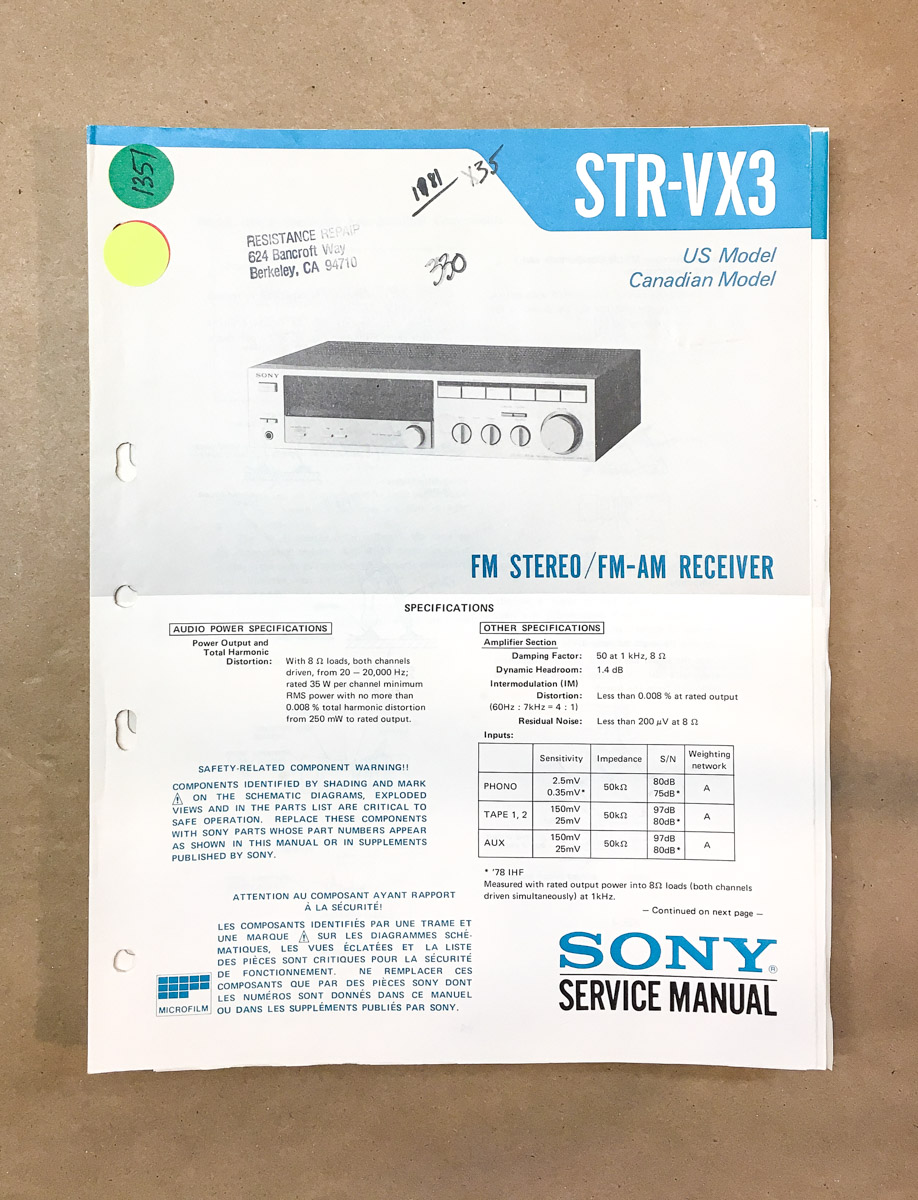 1351
1981
X35
STR-VX3
RESISTANCE REPAIR
624 Bancroft Way
Berkeley, CA 94710
330
US Model
Canadian Model
SONY
FM STEREO/FM-AM RECEIVER
SPECIFICATIONS
AUDIO POWER SPECIFICATIONS
Power Output and
Total Harmonic
Distortion: With 8 Ω loads, both channels
driven, from 20 – 20,000 Hz;
rated 35 W per channel minimum
RMS power with no more than
0.008 % total harmonic distortion
from 250 mW to rated output.
SAFETY-RELATED COMPONENT WARNING!!
COMPONENTS IDENTIFIED BY SHADING AND MARK
⚠ ON THE SCHEMATIC DIAGRAMS, EXPLODED
VIEWS AND IN THE PARTS LIST ARE CRITICAL TO
SAFE OPERATION. REPLACE THESE COMPONENTS
WITH SONY PARTS WHOSE PART NUMBERS APPEAR
AS SHOWN IN THIS MANUAL OR IN SUPPLEMENTS
PUBLISHED BY SONY.
ATTENTION AU COMPOSANT AYANT RAPPORT
À LA SÉCURITÉ!
LES COMPOSANTS IDENTIFIÉS PAR UNE TRAME ET
UNE MARQUE ⚠ SUR LES DIAGRAMMES SCHÉ-
MATIQUES, LES VUES ÉCLATÉES ET LA LISTE
DES PIÈCES SONT CRITIQUES POUR LA SÉCURITÉ
DE FONCTIONNEMENT. NE REMPLACER CES
COMPOSANTS QUE PAR DES PIÈCES SONY DONT
LES NUMÉROS SONT DONNÉS DANS CE MANUEL
OU DANS LES SUPPLÉMENTS PUBLIÉS PAR SONY.
MICROFILM
OTHER SPECIFICATIONS
Amplifier Section
Damping Factor: 50 at 1 kHz, 8 Ω
Dynamic Headroom: 1.4 dB
Intermodulation (IM)
Distortion: Less than 0.008 % at rated output
(60Hz : 7kHz = 4 : 1)
Residual Noise: Less than 200 μV at 8 Ω
Inputs:
Sensitivity Impedance S/N Weighting network
PHONO 2.5mV 50kΩ 80dB A
0.35mV* 75dB*
TAPE 1, 2 150mV 50kΩ 97dB A
25mV 80dB*
AUX 150mV 50kΩ 97dB A
25mV 80dB*
* '78 IHF
Measured with rated output power into 8Ω loads (both channels
driven simultaneously) at 1kHz.
— Continued on next page —
SONY®
SERVICE MANUAL